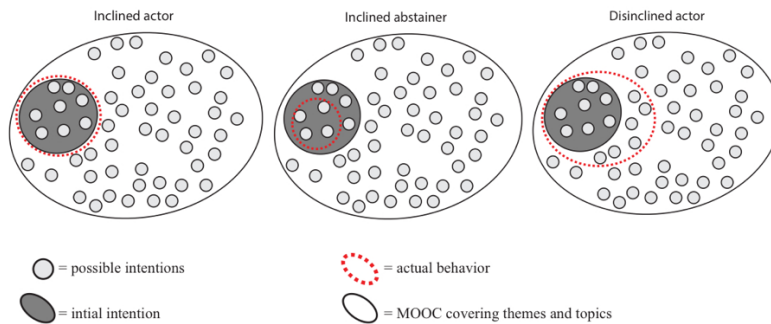 Inclined actor
Inclined abstainer
Disinclined actor
= possible intentions
= actual behavior
= intial intention
= MOOC covering themes and topics